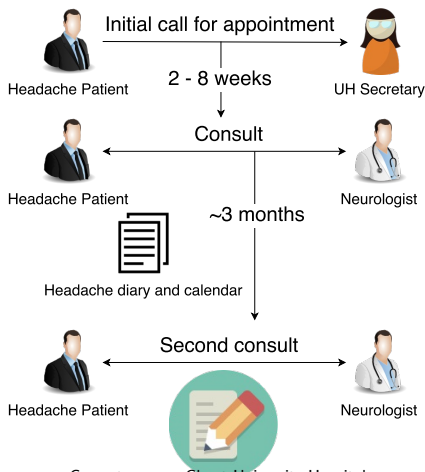 Initial call for appointment
Headache Patient
UH Secretary
2 - 8 weeks
Consult
Headache Patient
Neurologist
~3 months
Headache diary and calendar
Second consult
Headache Patient
Neurologist